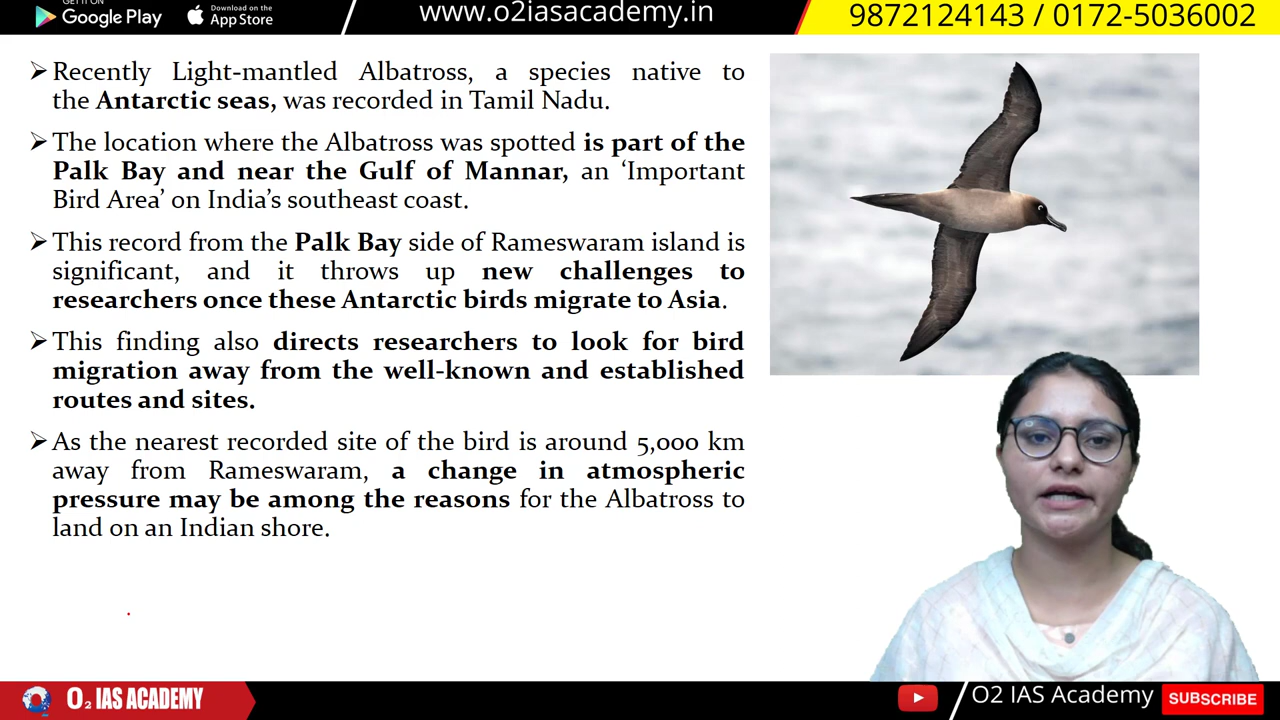 GET IT ON
Google Play
Download on the
App Store
www.o2iasacademy.in
9872124143 / 0172-5036002
➢ Recently Light-mantled Albatross, a species native to
the Antarctic seas, was recorded in Tamil Nadu.
➢ The location where the Albatross was spotted is part of the
Palk Bay and near the Gulf of Mannar, an ‘Important
Bird Area’ on India’s southeast coast.
➢ This record from the Palk Bay side of Rameswaram island is
significant, and it throws up new challenges to
researchers once these Antarctic birds migrate to Asia.
➢ This finding also directs researchers to look for bird
migration away from the well-known and established
routes and sites.
➢ As the nearest recorded site of the bird is around 5,000 km
away from Rameswaram, a change in atmospheric
pressure may be among the reasons for the Albatross to
land on an Indian shore.
O₂ IAS ACADEMY
O2 IAS Academy
SUBSCRIBE